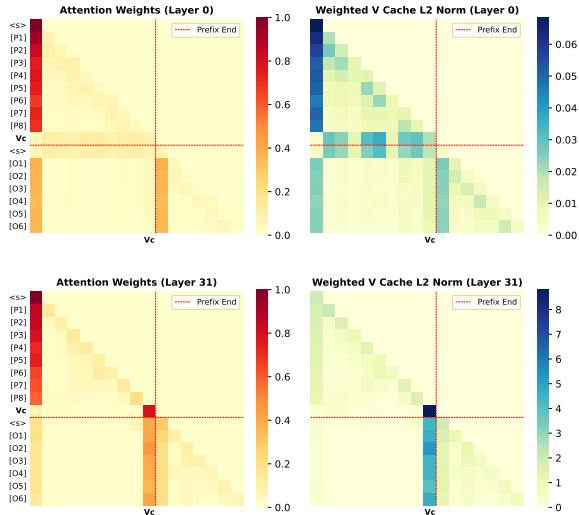 Attention Weights (Layer 0)
<s>
[P1]
[P2]
[P3]
[P4]
[P5]
[P6]
[P7]
[P8]
Vc
<s>
[O1]
[O2]
[O3]
[O4]
[O5]
[O6]
Vc
Prefix End
1.0
0.8
0.6
0.4
0.2
0.0
Weighted V Cache L2 Norm (Layer 0)
Prefix End
0.06
0.05
0.04
0.03
0.02
0.01
0.00
Attention Weights (Layer 31)
<s>
[P1]
[P2]
[P3]
[P4]
[P5]
[P6]
[P7]
[P8]
Vc
<s>
[O1]
[O2]
[O3]
[O4]
[O5]
[O6]
Vc
Prefix End
1.0
0.8
0.6
0.4
0.2
0.0
Weighted V Cache L2 Norm (Layer 31)
Prefix End
Vc
8
7
6
5
4
3
2
1
0